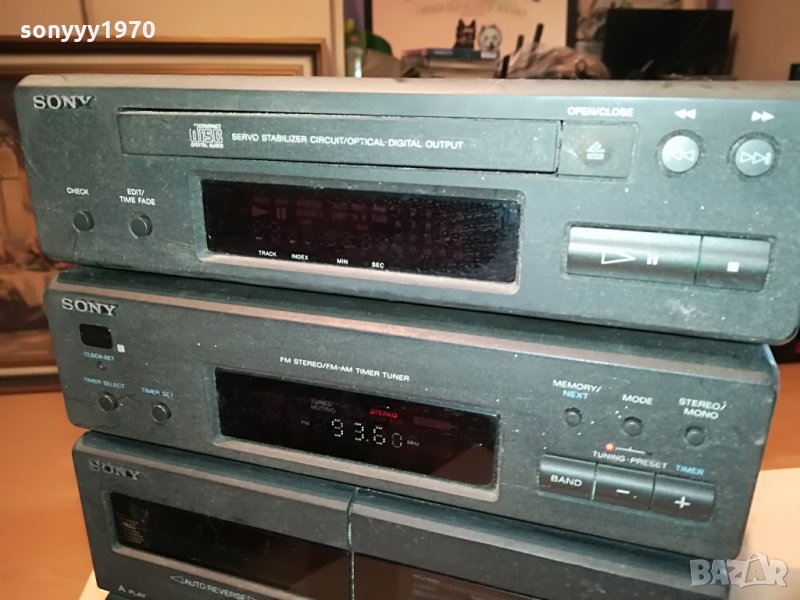 sonyyy1970
SONY
COMPACT
disc
DIGITAL AUDIO
SERVO STABILIZER CIRCUIT/OPTICAL-DIGITAL OUTPUT
OPEN/CLOSE
CHECK
EDIT/
TIME FADE
TRACK INDEX MIN SEC
SONY
FM STEREO/FM-AM TIMER TUNER
CLOCK-SET
TIMER SELECT TIMER SET
TUNED
MUTING
STEREO
FM 93.60 MHz
MEMORY/
NEXT
MODE
STEREO/
MONO
TUNING-PRESET
TIMER
BAND - +
SONY
A PLAY
AUTO REVERSE
BAZAR